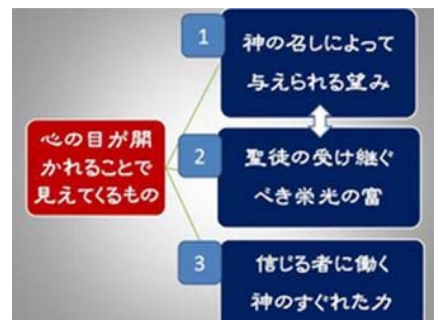 心の目が開
かれることで
見えてくるもの
1
神の召しによって
与えられる望み
2
聖徒の受け継ぐ
べき栄光の富
3
信じる者に働く
神のすぐれた力